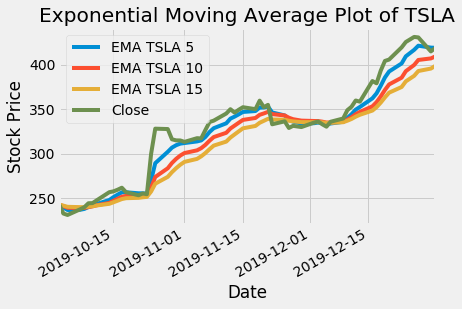 Exponential Moving Average Plot of TSLA
EMA TSLA 5
EMA TSLA 10
EMA TSLA 15
Close
Stock Price
400
350
300
250
2019-10-15
2019-11-01
2019-11-15
2019-12-01
2019-12-15
Date